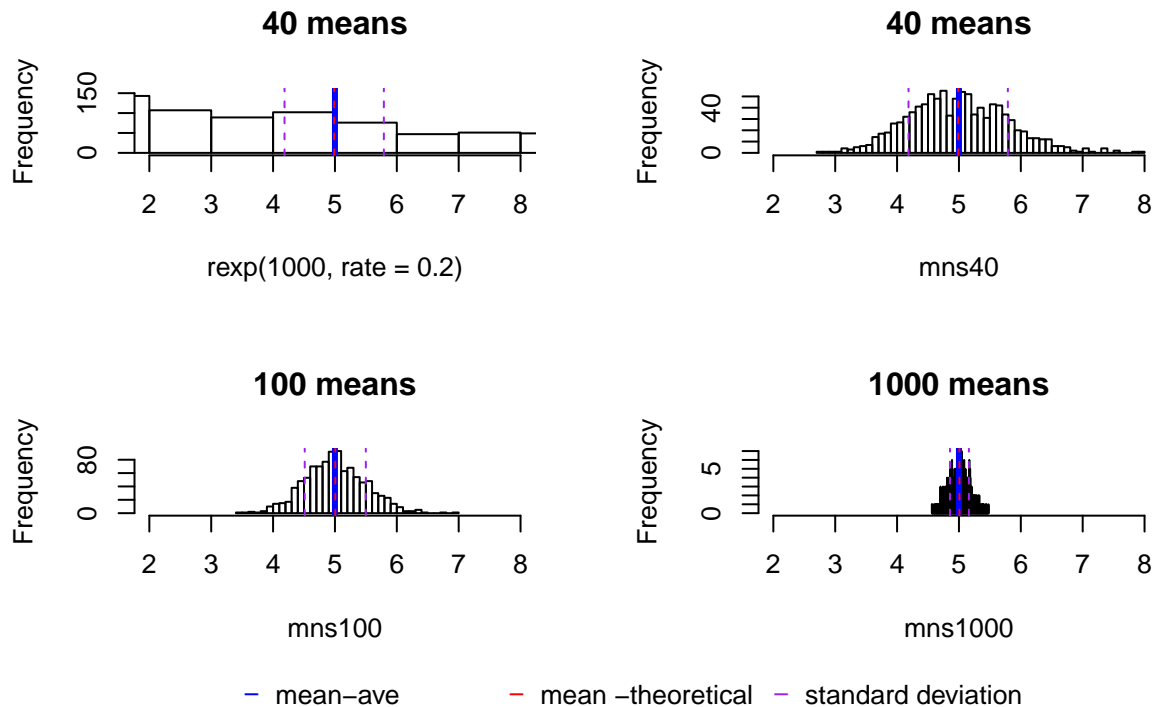 40 means
Frequency
0
150
2 3 4 5 6 7 8
rexp(1000, rate = 0.2)
40 means
Frequency
0
40
2 3 4 5 6 7 8
mns40
100 means
Frequency
0
80
2 3 4 5 6 7 8
mns100
1000 means
Frequency
0
5
2 3 4 5 6 7 8
mns1000
mean−ave mean −theoretical standard deviation